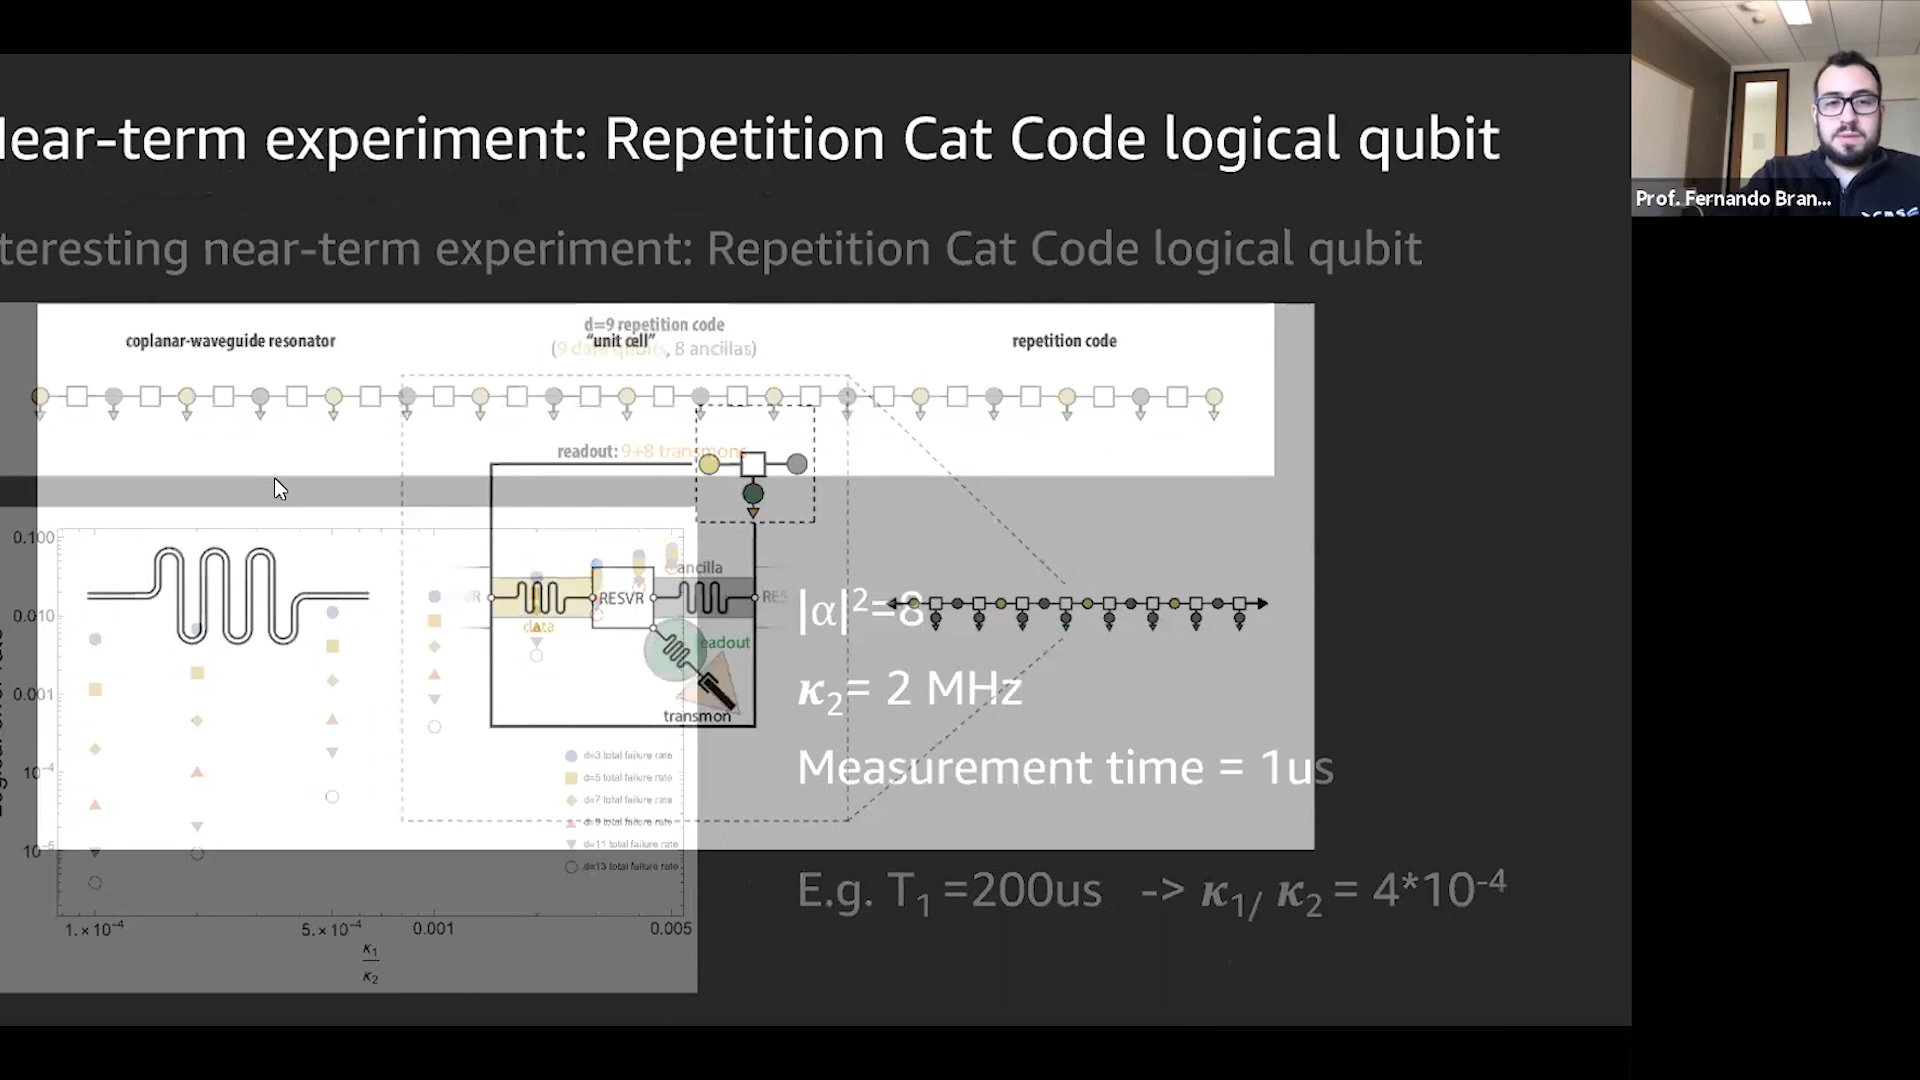 Near-term experiment: Repetition Cat Code logical qubit
teresting near-term experiment: Repetition Cat Code logical qubit
Prof. Fernando Bran...
d=9 repetition code
coplanar-waveguide resonator
"unit cell"
repetition code
(9 data qubits, 8 ancillas)
readout: 9+8 transmons
0.100
0.010
0.001
10⁻⁴
10⁻⁵
ancilla
RESVR
data
readout
transmon
|α|²=8
κ₂= 2 MHz
Measurement time = 1us
d=3 total failure rate
d=5 total failure rate
d=7 total failure rate
d=9 total failure rate
d=11 total failure rate
d=13 total failure rate
E.g. T₁ =200us -> κ₁/ κ₂ = 4*10⁻⁴
1.×10⁻⁴
5.×10⁻⁴
0.001
0.005
κ₁
κ₂